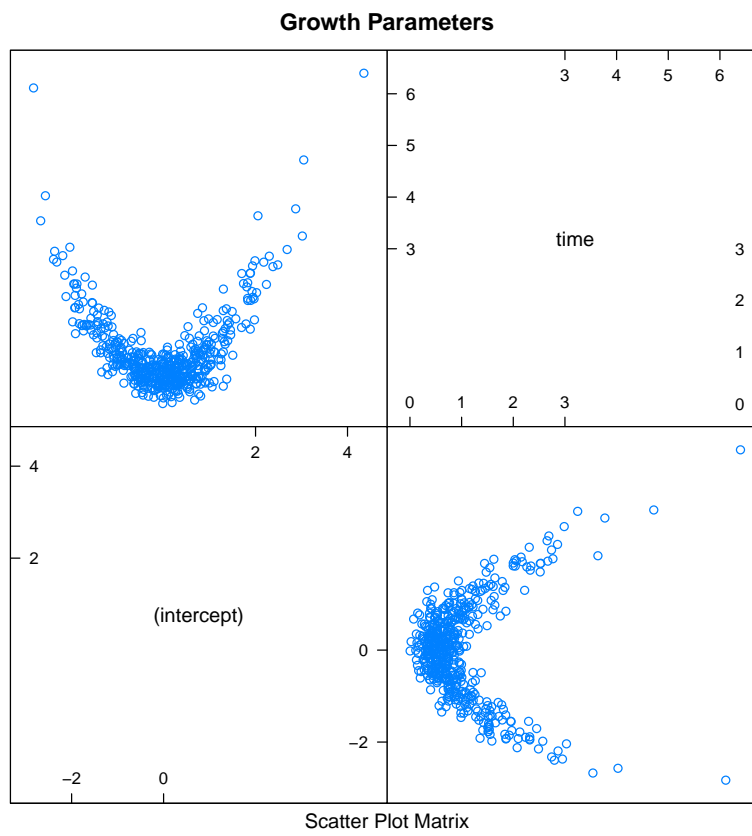 Growth Parameters
3 4 5 6
6
5
4
3
time
3
2
1
0
0 1 2 3
2 4
4
2
(intercept)
0
−2
−2 0
Scatter Plot Matrix